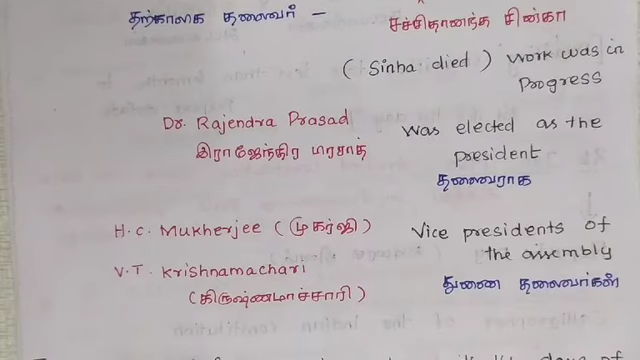 தற்காலக தலைவர் – சச்சிதானந்த சின்கா
(Sinha died) work was in
Progress
Dr. Rajendra Prasad was elected as the
இராஜேந்திர பிரசாத் president
தலைவராக
H.C. Mukherjee (முகர்ஜி) Vice presidents of
V.T. Krishnamachari the assembly
(கிருஷ்ணமாச்சாரி) துணை தலைவர்கள்